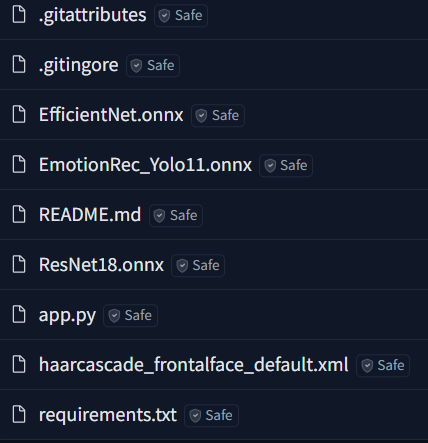 .gitattributes Safe
.gitingore Safe
EfficientNet.onnx Safe
EmotionRec_Yolo11.onnx Safe
README.md Safe
ResNet18.onnx Safe
app.py Safe
haarcascade_frontalface_default.xml Safe
requirements.txt Safe